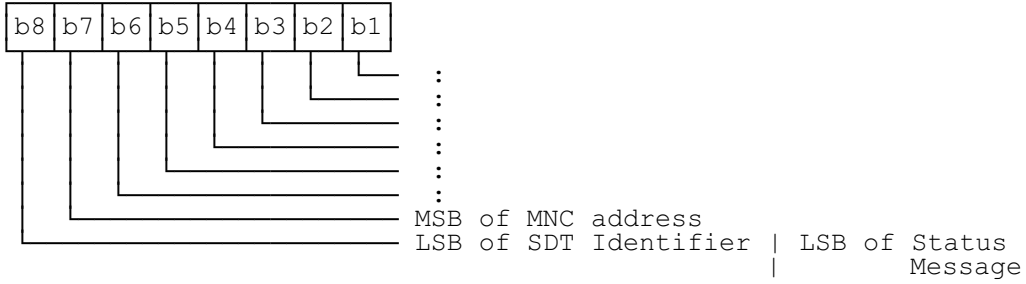 b8 b7 b6 b5 b4 b3 b2 b1
:
:
:
:
:
:
MSB of MNC address
LSB of SDT Identifier | LSB of Status
| Message